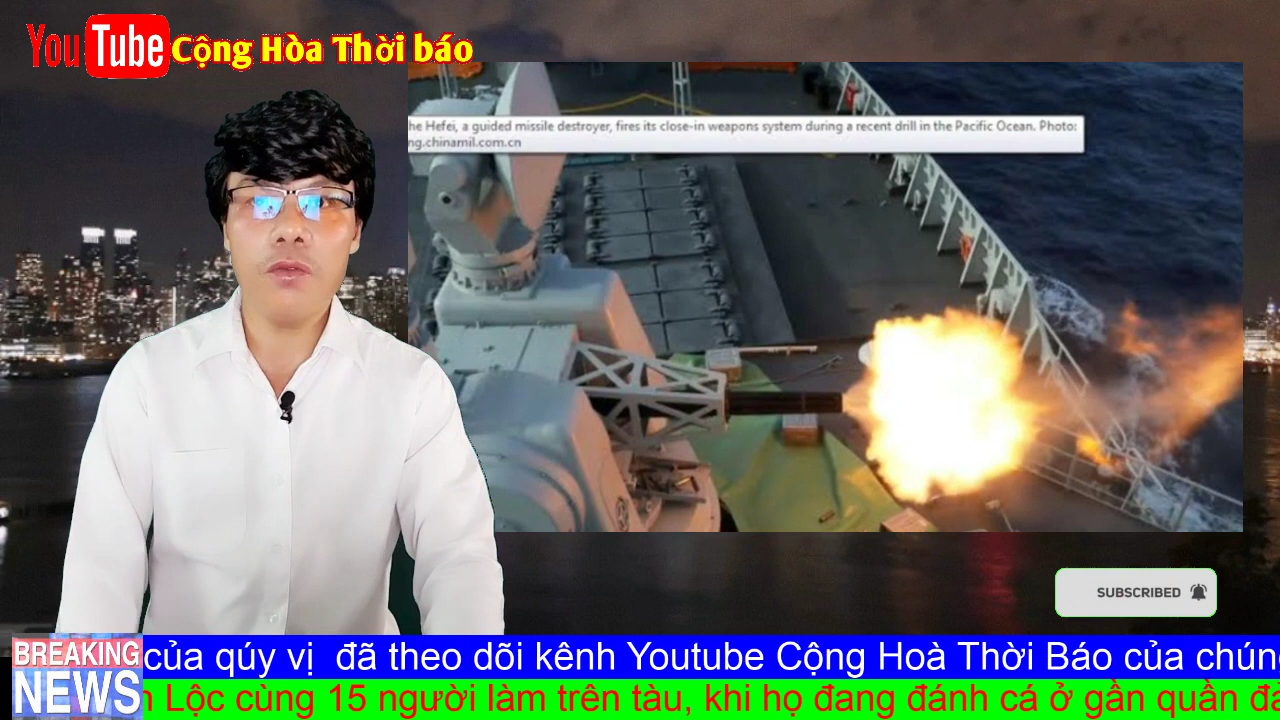 YouTube Cộng Hòa Thời báo
he Hefei, a guided missile destroyer, fires its close-in weapons system during a recent drill in the Pacific Ocean. Photo:
ng.chinamil.com.cn
SUBSCRIBED
BREAKING
NEWS
của qúy vị đã theo dõi kênh Youtube Cộng Hoà Thời Báo của chúng
Lộc cùng 15 người làm trên tàu, khi họ đang đánh cá ở gần quần